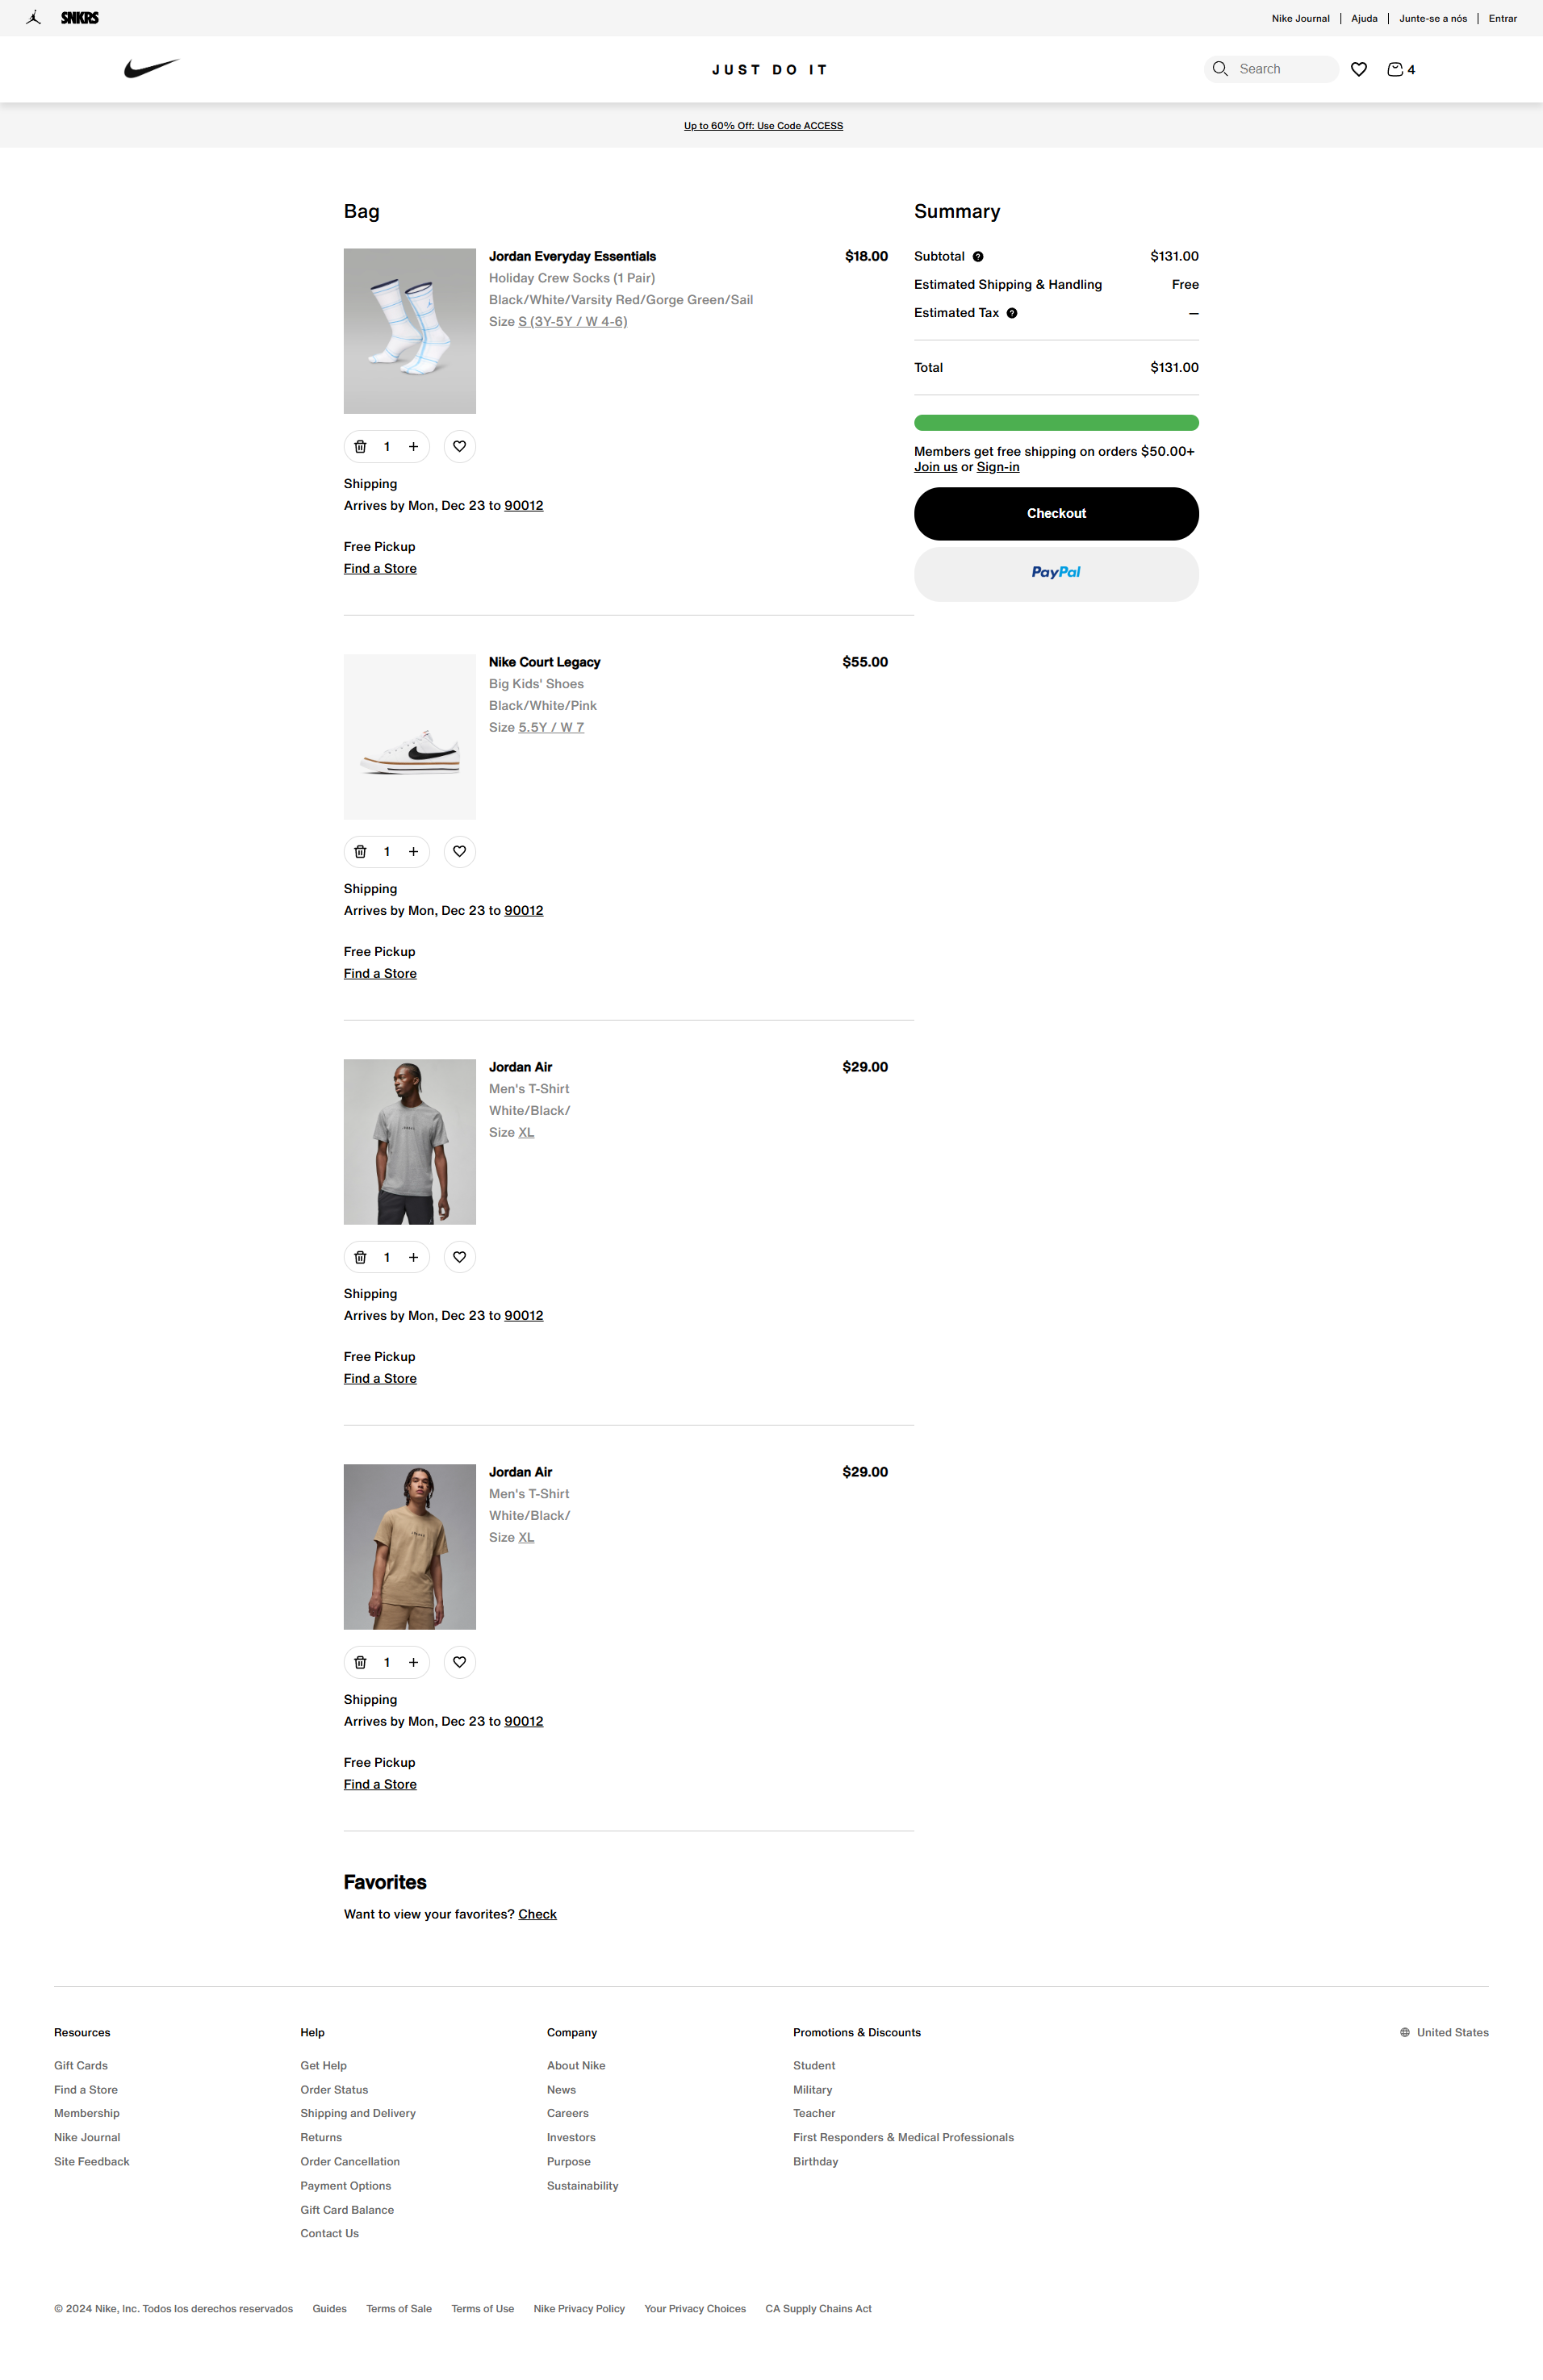 SNKRS
Nike Journal
Ajuda
Junte-se a nós
Entrar
JUST DO IT
Search
4
Up to 60% Off: Use Code ACCESS
Bag
Jordan Everyday Essentials
$18.00
Holiday Crew Socks (1 Pair)
Black/White/Varsity Red/Gorge Green/Sail
Size S (3Y-5Y / W 4-6)
1
Shipping
Arrives by Mon, Dec 23 to 90012
Free Pickup
Find a Store
Nike Court Legacy
$55.00
Big Kids' Shoes
Black/White/Pink
Size 5.5Y / W 7
1
Shipping
Arrives by Mon, Dec 23 to 90012
Free Pickup
Find a Store
Jordan Air
$29.00
Men's T-Shirt
White/Black/
Size XL
1
Shipping
Arrives by Mon, Dec 23 to 90012
Free Pickup
Find a Store
Jordan Air
$29.00
Men's T-Shirt
White/Black/
Size XL
1
Shipping
Arrives by Mon, Dec 23 to 90012
Free Pickup
Find a Store
Summary
Subtotal ? $131.00
Estimated Shipping & Handling Free
Estimated Tax ? —
Total $131.00
Members get free shipping on orders $50.00+
Join us or Sign-in
Checkout
PayPal
Favorites
Want to view your favorites? Check
Resources
Gift Cards
Find a Store
Membership
Nike Journal
Site Feedback
Help
Get Help
Order Status
Shipping and Delivery
Returns
Order Cancellation
Payment Options
Gift Card Balance
Contact Us
Company
About Nike
News
Careers
Investors
Purpose
Sustainability
Promotions & Discounts
Student
Military
Teacher
First Responders & Medical Professionals
Birthday
United States
© 2024 Nike, Inc. Todos los derechos reservados
Guides
Terms of Sale
Terms of Use
Nike Privacy Policy
Your Privacy Choices
CA Supply Chains Act